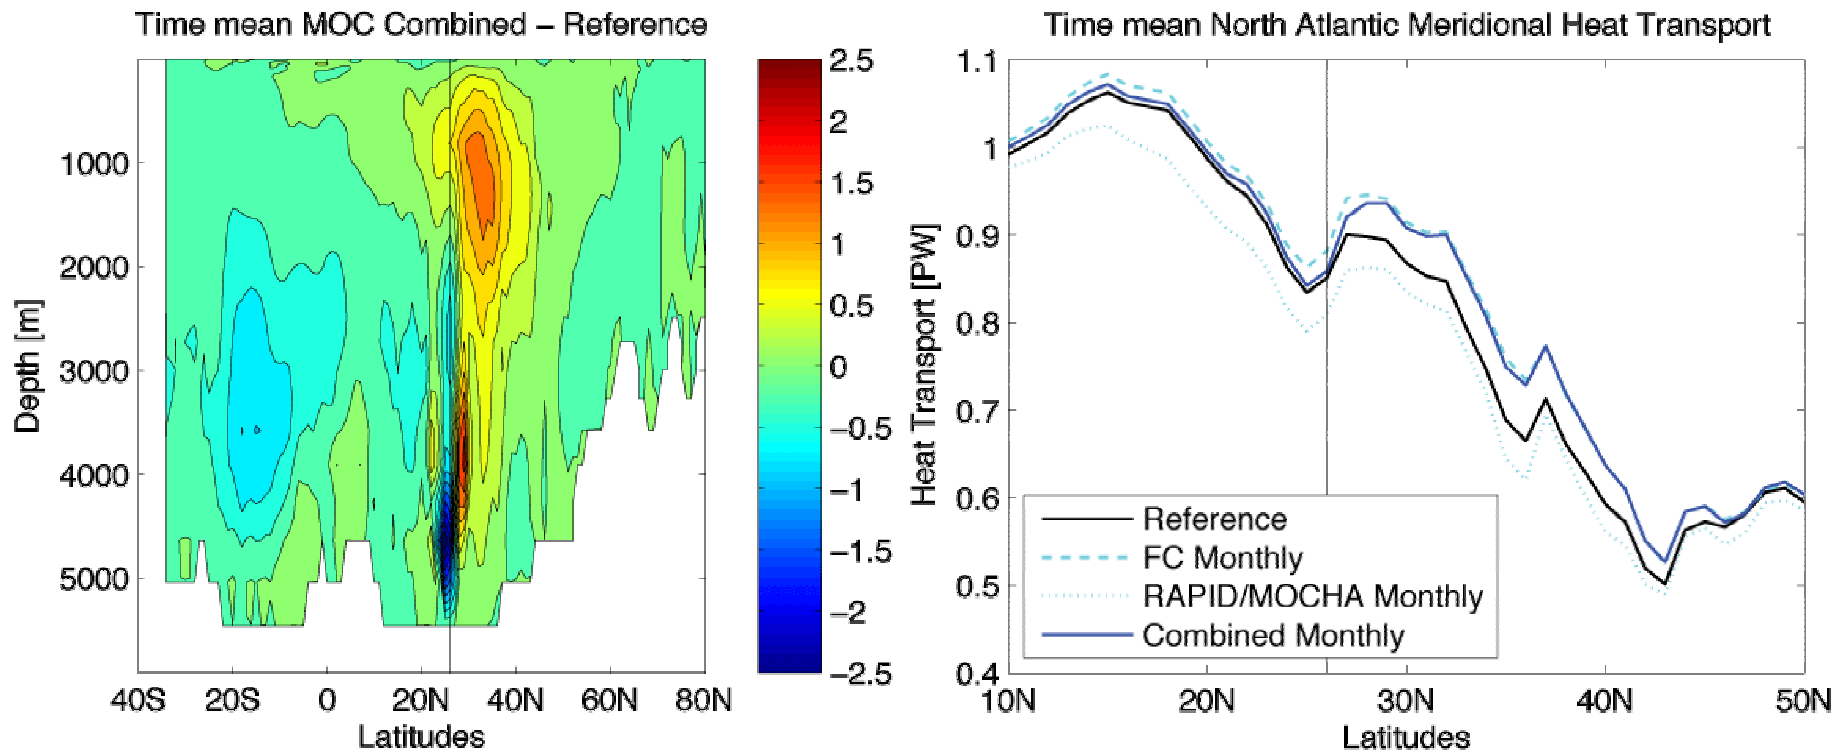 Time mean MOC Combined − Reference
1000
2000
3000
4000
5000
Depth [m]
40S 20S 0 20N 40N 60N 80N
Latitudes
2.5
2
1.5
1
0.5
0
−0.5
−1
−1.5
−2
−2.5
Time mean North Atlantic Meridional Heat Transport
1.1
1
0.9
0.8
0.7
0.6
0.5
0.4
Heat Transport [PW]
Reference
FC Monthly
RAPID/MOCHA Monthly
Combined Monthly
10N 20N 30N 40N 50N
Latitudes